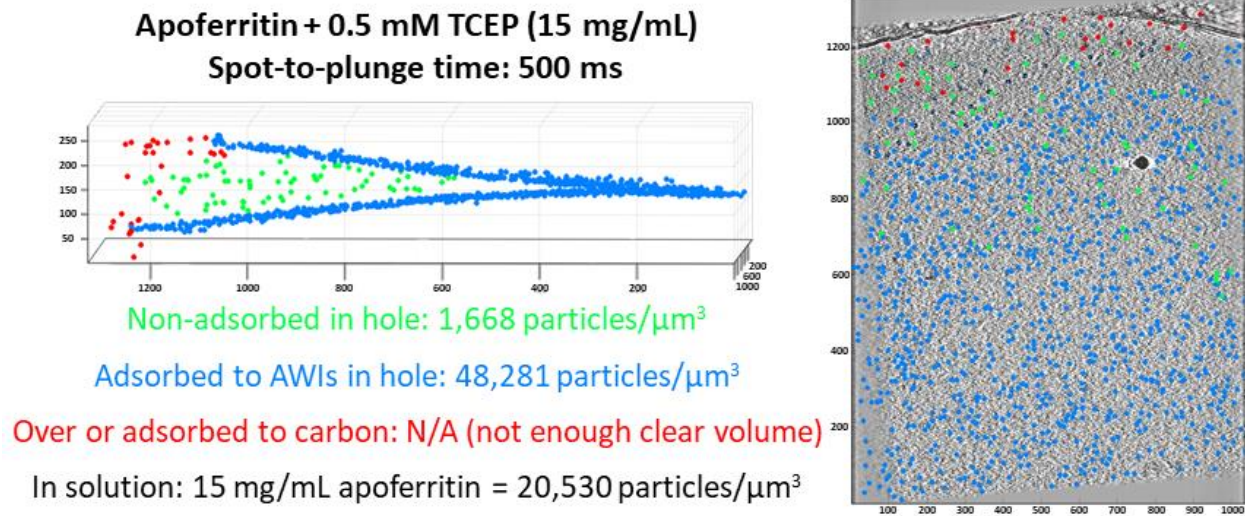 Apoferritin + 0.5 mM TCEP (15 mg/mL)
Spot-to-plunge time: 500 ms
250
200
150
100
50
1200
1000
800
600
400
200
200
600
1000
Non-adsorbed in hole: 1,668 particles/µm³
Adsorbed to AWIs in hole: 48,281 particles/µm³
Over or adsorbed to carbon: N/A (not enough clear volume)
In solution: 15 mg/mL apoferritin = 20,530 particles/µm³
1200
1000
800
600
400
200
100 200 300 400 500 600 700 800 900 1000